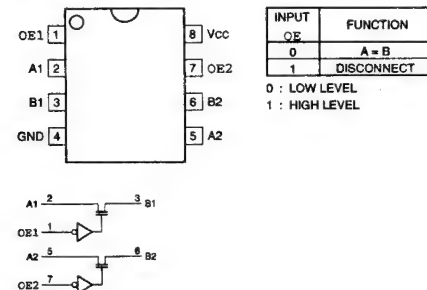 OE1 1
A1 2
B1 3
GND 4
8 Vcc
7 OE2
6 B2
5 A2
INPUT OE FUNCTION
0 A = B
1 DISCONNECT
0 : LOW LEVEL
1 : HIGH LEVEL
A1 2 3 B1
OE1 1
A2 5 6 B2
OE2 7